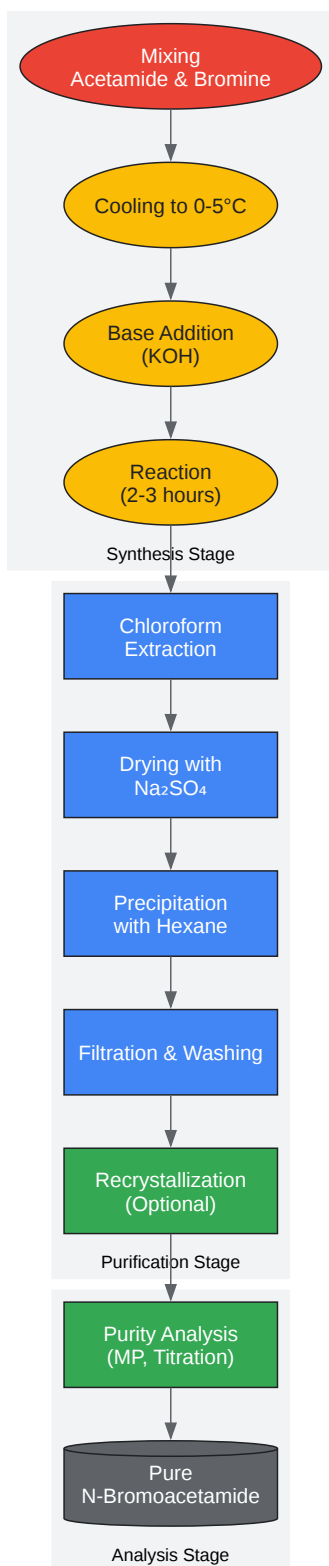 Mixing
Acetamide & Bromine
Cooling to 0-5°C
Base Addition
(KOH)
Reaction
(2-3 hours)
Synthesis Stage
Chloroform
Extraction
Drying with
Na₂SO₄
Precipitation
with Hexane
Filtration & Washing
Recrystallization
(Optional)
Purification Stage
Purity Analysis
(MP, Titration)
Pure
N-Bromoacetamide
Analysis Stage